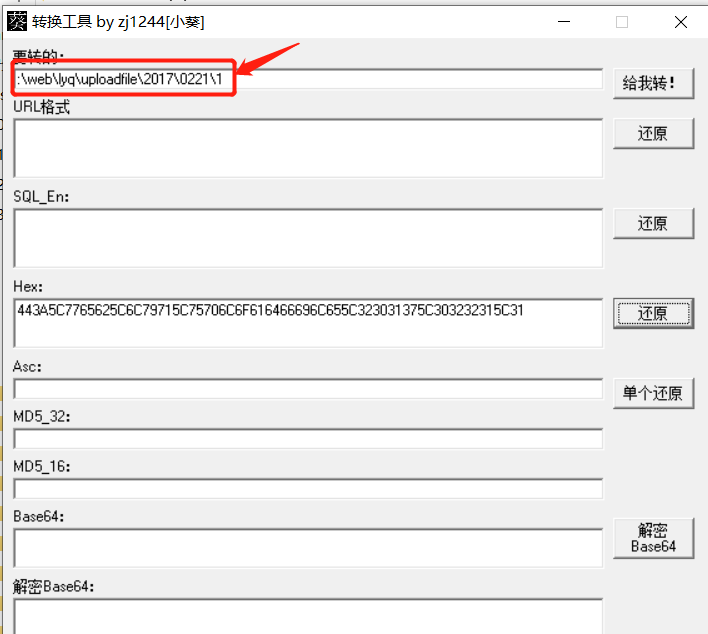 葵 转换工具 by zj1244[小葵]
要转的:
:\web\lyq\uploadfile\2017\0221\1
给我转!
URL格式
还原
SQL_En:
还原
Hex:
443A5C7765625C6C79715C75706C6F616466696C655C323031375C303232315C31
还原
Asc:
单个还原
MD5_32:
MD5_16:
Base64:
解密
Base64
解密Base64: